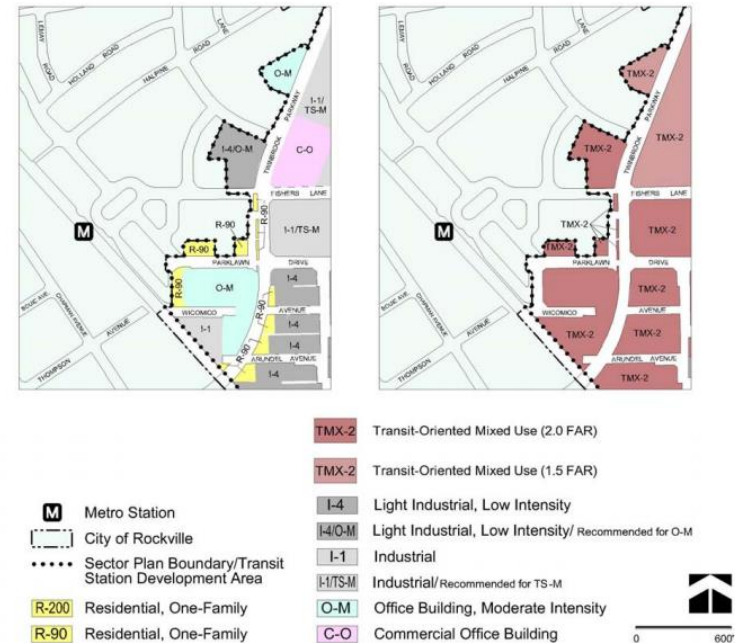 LEMAY
ROAD
HOLLAND ROAD
HALPINE ROAD
LANE
O-M
PARKWAY
TWINBROOK
I-1/
TS-M
I-4/O-M
C-O
FISHERS LANE
R-90
R-90
I-1/TS-M
M
R-90
PARKLAWN DRIVE
R-90
O-M
I-4
WICOMICO
R-90
AVENUE
I-1
I-4
I-4
R-90
ARUNDEL AVENUE
I-4
CHAPMAN AVENUE
AVENUE
THOMPSON
LEMAY
ROAD
HOLLAND ROAD
HALPINE ROAD
LANE
TMX-2
PARKWAY
TWINBROOK
TMX-2
TMX-2
FISHERS LANE
TMX-2
TMX-2
M
TMX-2
PARKLAWN DRIVE
TMX-2
WICOMICO
AVENUE
TMX-2
TMX-2
ARUNDEL AVENUE
TMX-2
CHAPMAN AVENUE
AVENUE
THOMPSON
TMX-2 Transit-Oriented Mixed Use (2.0 FAR)
TMX-2 Transit-Oriented Mixed Use (1.5 FAR)
M Metro Station
City of Rockville
Sector Plan Boundary/Transit
Station Development Area
R-200 Residential, One-Family
R-90 Residential, One-Family
I-4 Light Industrial, Low Intensity
I-4/O-M Light Industrial, Low Intensity/ Recommended for O-M
I-1 Industrial
I-1/TS-M Industrial/Recommended for TS-M
O-M Office Building, Moderate Intensity
C-O Commercial Office Building
0 600'